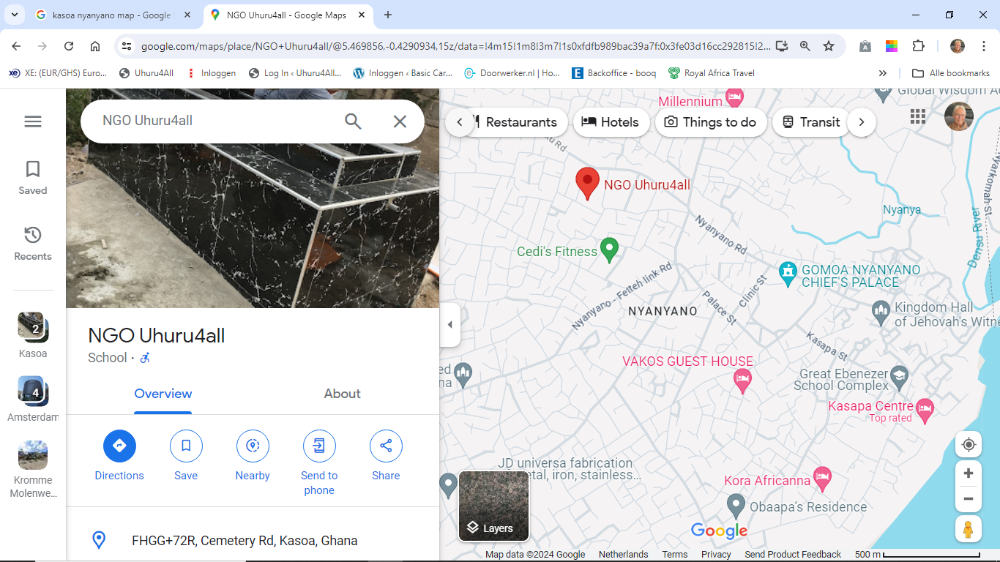 kasoa nyanyano map - Google
NGO Uhuru4all - Google Maps
google.com/maps/place/NGO+Uhuru4all/@5.469856,-0.4290934,15z/data=!4m15!1m8!3m7!1s0xfdfb989bac39a7f:0x3fe03d16cc292815!2...
XE: (EUR/GHS) Euro...
Uhuru4All
Inloggen
Log In ‹ Uhuru4All...
Inloggen ‹ Basic Car...
Doorwerker.nl | Ho...
Backoffice - booq
Royal Africa Travel
Alle bookmarks
Saved
Recents
2
Kasoa
4
Amsterdam
Kromme
Molenwe...
NGO Uhuru4all
NGO Uhuru4all
School ·
Overview
About
Directions
Save
Nearby
Send to
phone
Share
FHGG+72R, Cemetery Rd, Kasoa, Ghana
Restaurants
Hotels
Things to do
Transit
Millennium
Global Wisdom A
Rd
NGO Uhuru4all
Nyanya
Nyarkomah St
Densu River
Nyanyano Rd
Cedi's Fitness
GOMOA NYANYANO
CHIEF'S PALACE
Nyanyano - Fetteh link Rd
Clinic St
Palace St
NYANYANO
Kingdom Hall
of Jehovah's Witne
Kasapa St
VAKOS GUEST HOUSE
ed
na
Great Ebenezer
School Complex
Kasapa Centre
Top rated
JD universa fabrication
etal, iron, stainless...
Kora Africanna
Obaapa's Residence
Layers
Google
Map data ©2024 Google
Netherlands
Terms
Privacy
Send Product Feedback
500 m